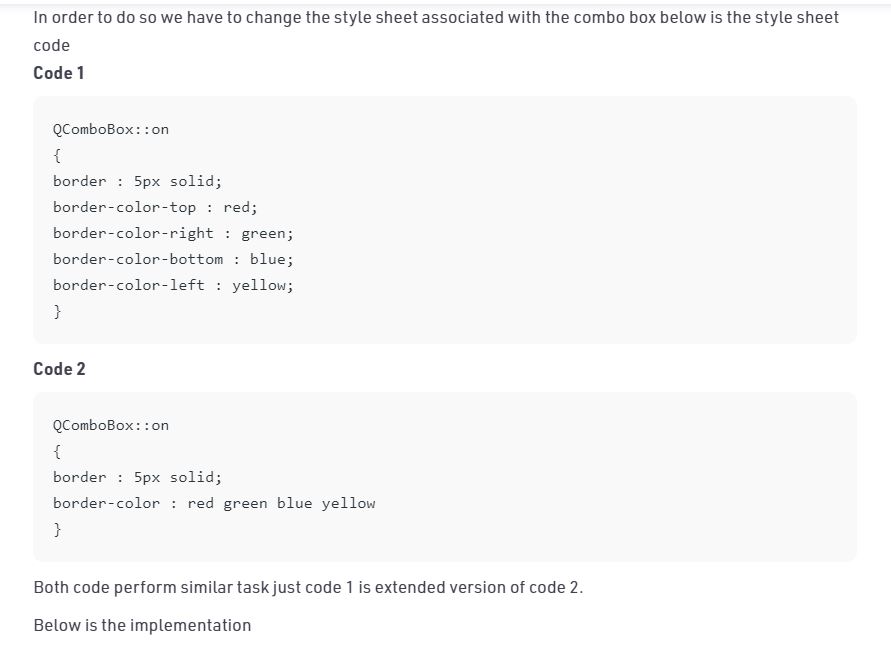 In order to do so we have to change the style sheet associated with the combo box below is the style sheet
code
Code 1
QComboBox::on
{
border : 5px solid;
border-color-top : red;
border-color-right : green;
border-color-bottom : blue;
border-color-left : yellow;
}
Code 2
QComboBox::on
{
border : 5px solid;
border-color : red green blue yellow
}
Both code perform similar task just code 1 is extended version of code 2.
Below is the implementation